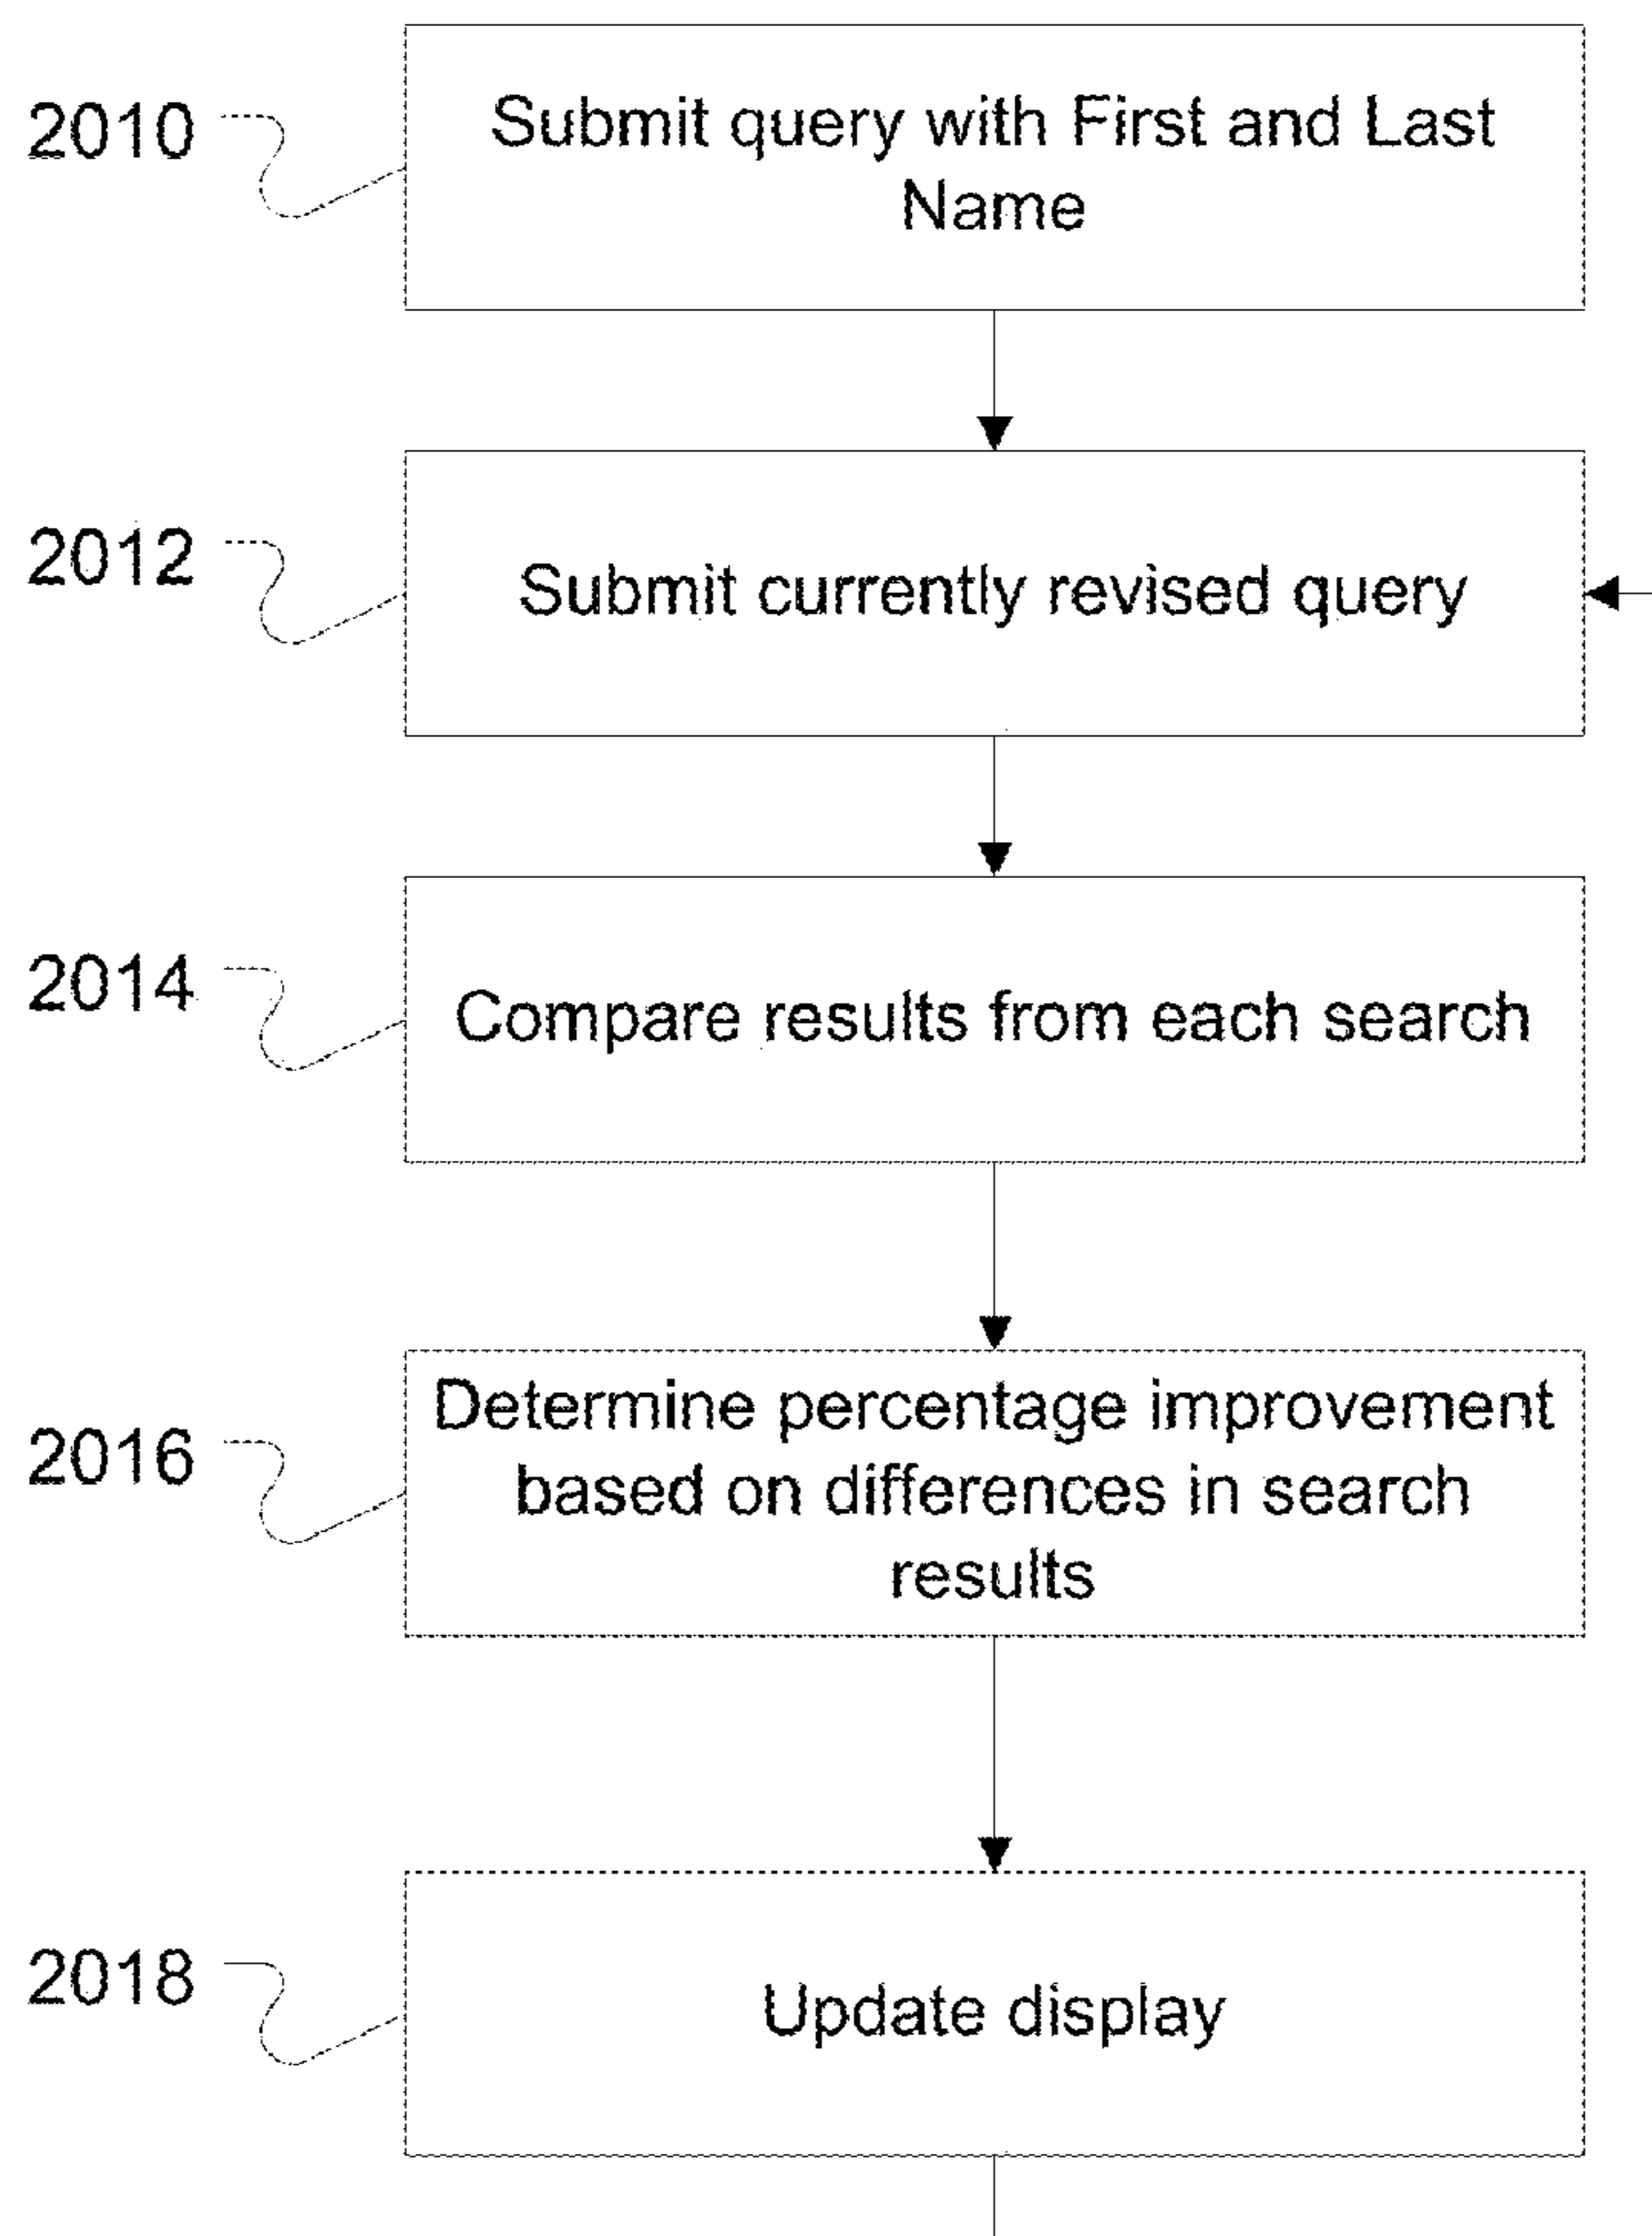 2010
Submit query with First and Last
Name
2012
Submit currently revised query
2014
Compare results from each search
2016
Determine percentage improvement
based on differences in search
results
2018
Update display